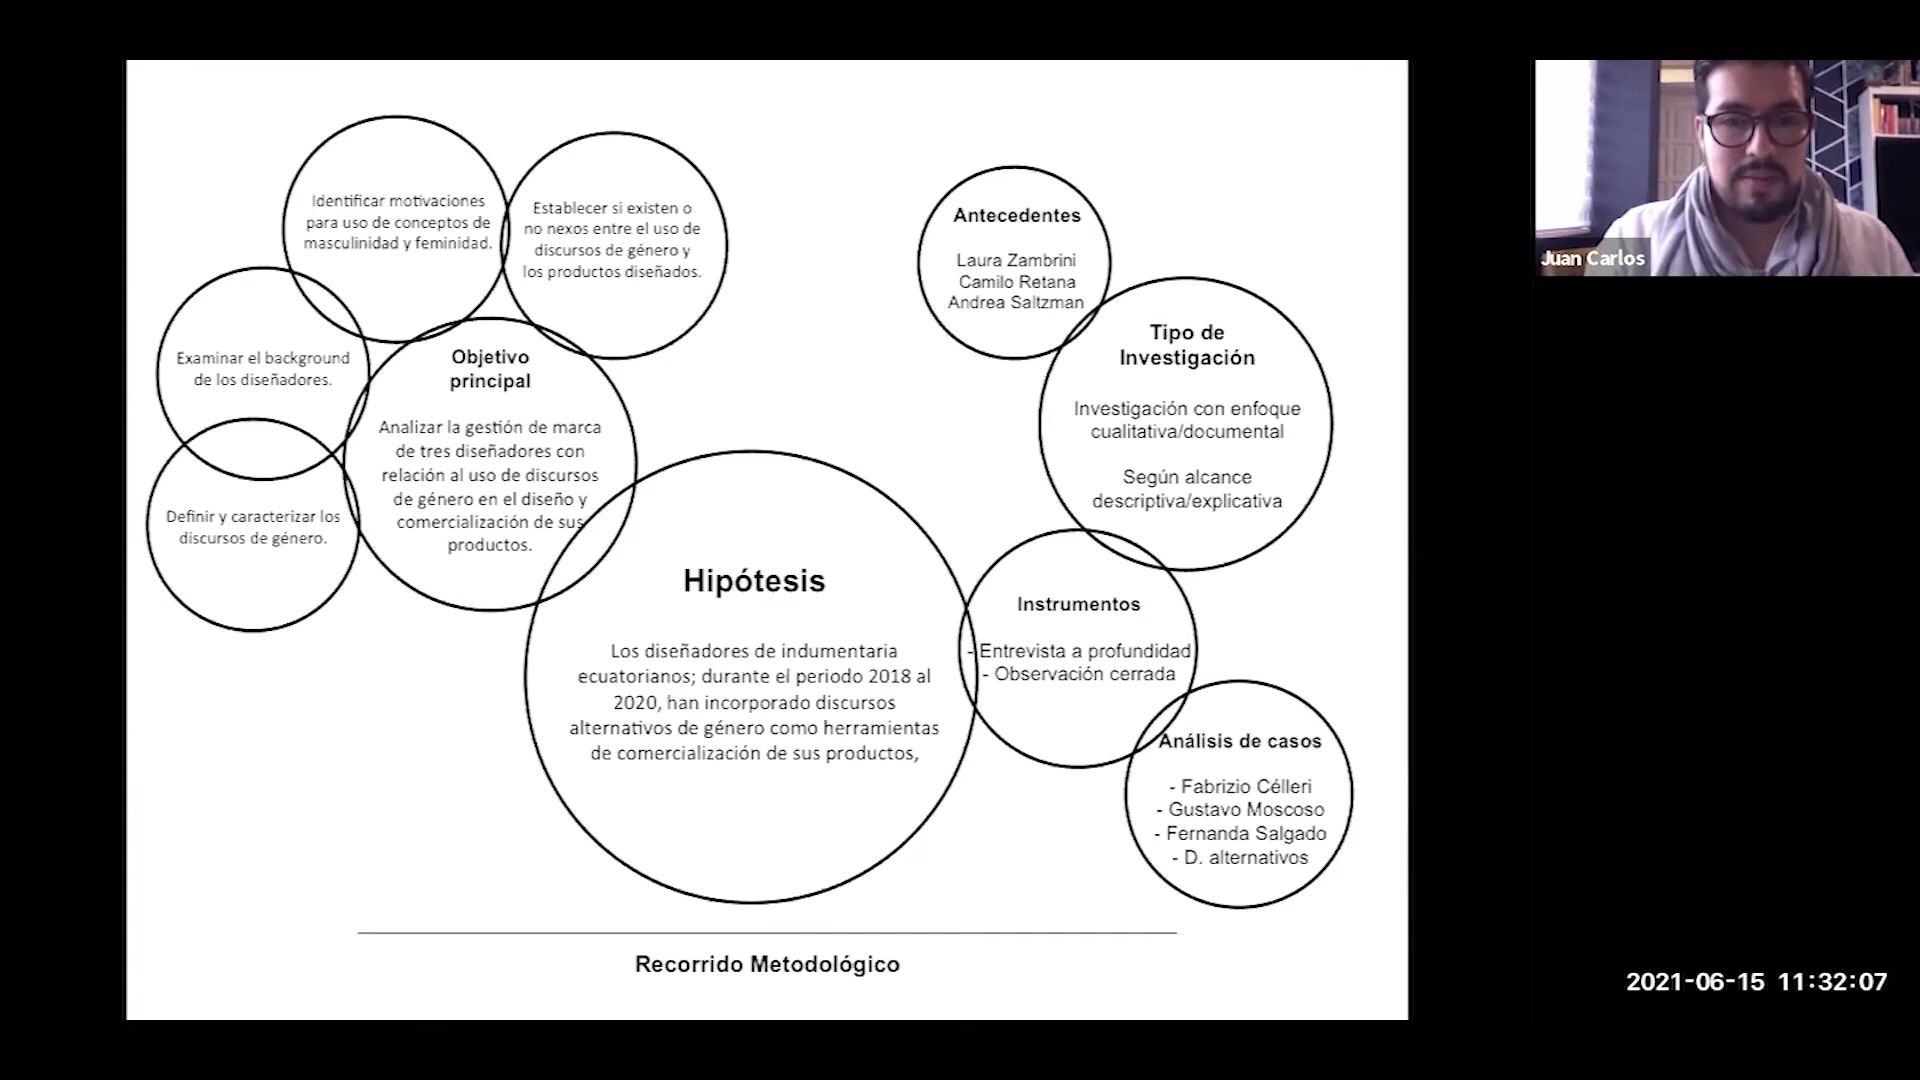 Identificar motivaciones
para uso de conceptos de
masculinidad y feminidad.
Establecer si existen o
no nexos entre el uso de
discursos de género y
los productos diseñados.
Examinar el background
de los diseñadores.
Definir y caracterizar los
discursos de género.
Objetivo
principal
Analizar la gestión de marca
de tres diseñadores con
relación al uso de discursos
de género en el diseño y
comercialización de sus
productos.
Hipótesis
Los diseñadores de indumentaria
ecuatorianos; durante el periodo 2018 al
2020, han incorporado discursos
alternativos de género como herramientas
de comercialización de sus productos,
Antecedentes
Laura Zambrini
Camilo Retana
Andrea Saltzman
Tipo de
Investigación
Investigación con enfoque
cualitativa/documental
Según alcance
descriptiva/explicativa
Instrumentos
- Entrevista a profundidad
- Observación cerrada
Análisis de casos
- Fabrizio Célleri
- Gustavo Moscoso
- Fernanda Salgado
- D. alternativos
Recorrido Metodológico
Juan Carlos
2021-06-15 11:32:07